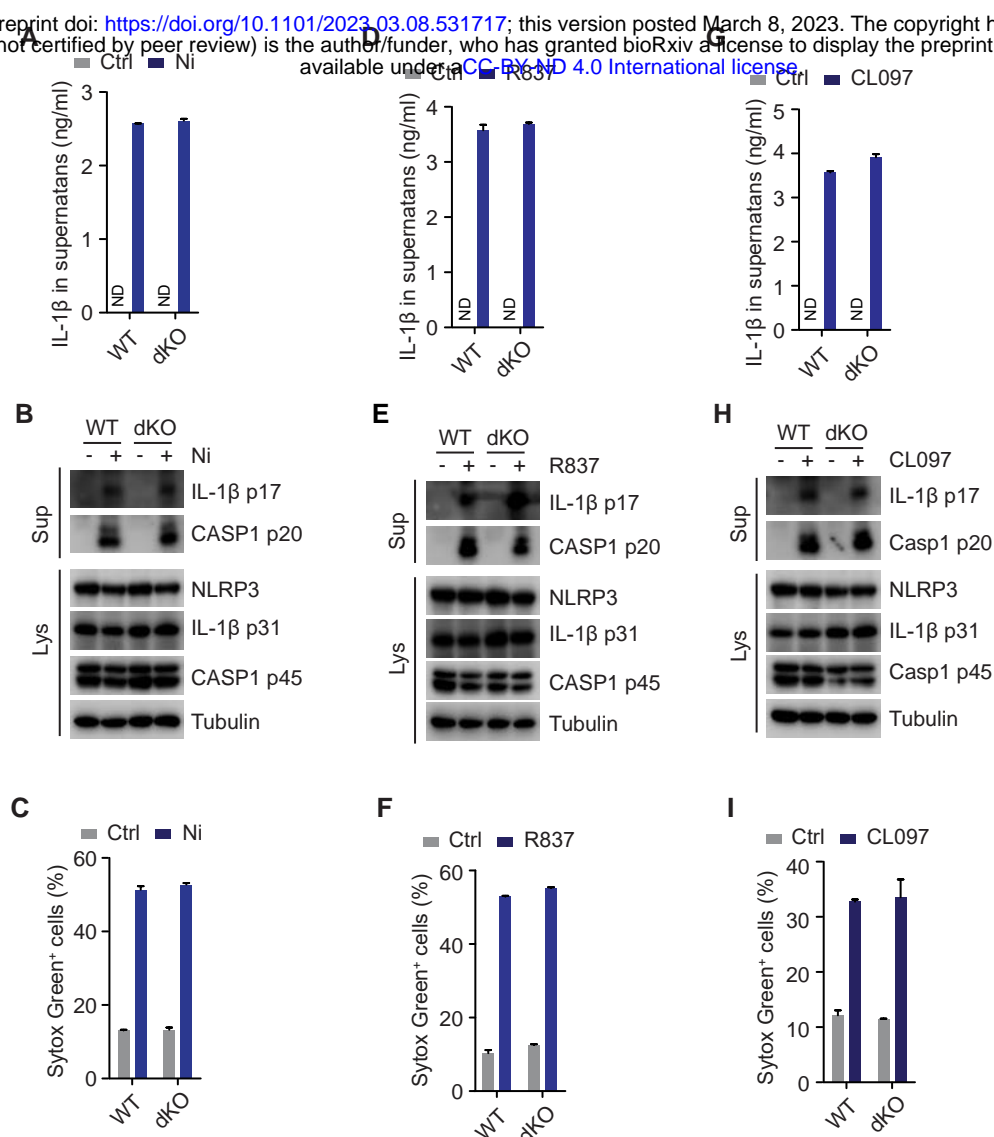 reprint doi: https://doi.org/10.1101/2023.03.08.531717; this version posted March 8, 2023. The copyright h
not certified by peer review) is the author/funder, who has granted bioRxiv a license to display the preprint
available under aCC-BY-ND 4.0 International license.
A
D
G
Ctrl Ni
Ctrl R837
Ctrl CL097
IL-1β in supernatans (ng/ml)
3
2
1
0
ND
ND
WT
dKO
IL-1β in supernatans (ng/ml)
4
3
2
1
0
ND
ND
WT
dKO
IL-1β in supernatans (ng/ml)
5
4
3
2
1
0
ND
ND
WT
dKO
B
WT dKO
- + - + Ni
Sup
IL-1β p17
CASP1 p20
Lys
NLRP3
IL-1β p31
CASP1 p45
Tubulin
E
WT dKO
- + - + R837
Sup
IL-1β p17
CASP1 p20
Lys
NLRP3
IL-1β p31
CASP1 p45
Tubulin
H
WT dKO
- + - + CL097
Sup
IL-1β p17
Casp1 p20
Lys
NLRP3
IL-1β p31
Casp1 p45
Tubulin
C
Ctrl Ni
Sytox Green⁺ cells (%)
60
40
20
0
WT
dKO
F
Ctrl R837
Sytox Green⁺ cells (%)
60
40
20
0
WT
dKO
I
Ctrl CL097
Sytox Green⁺ cells (%)
40
30
20
10
0
WT
dKO